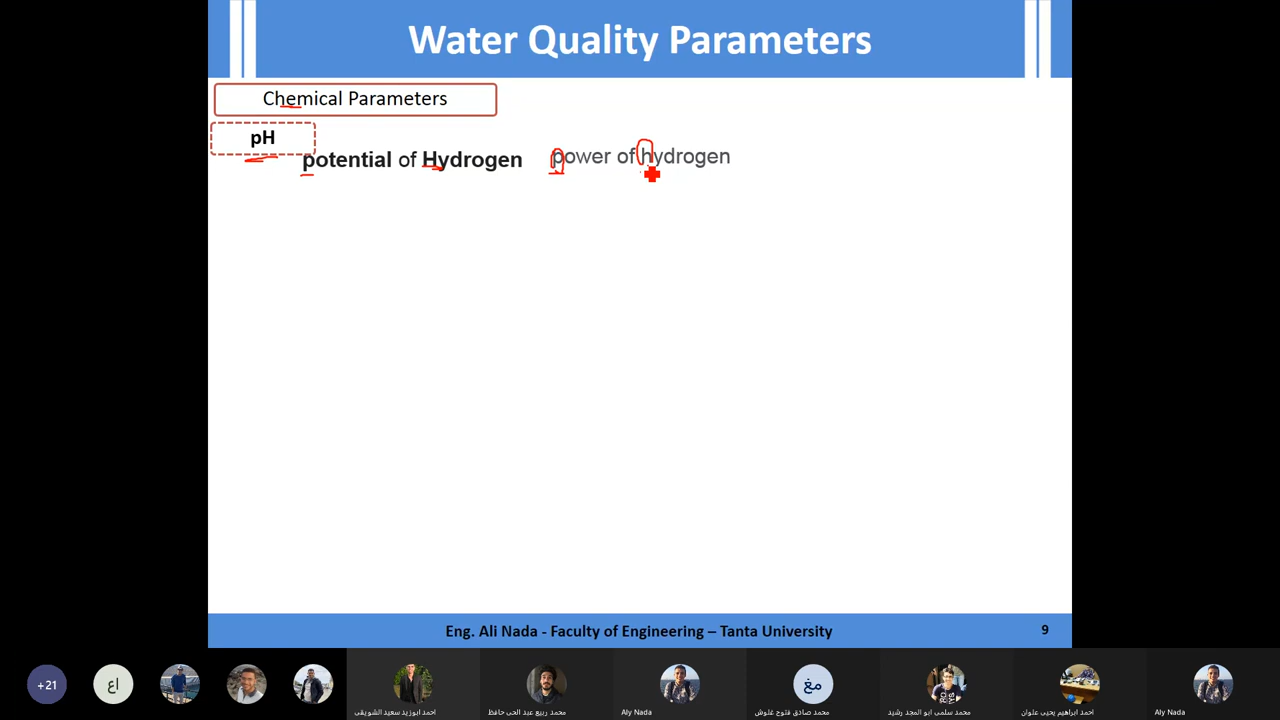 Water Quality Parameters
Chemical Parameters
pH
potential of Hydrogen power of hydrogen
Eng. Ali Nada - Faculty of Engineering – Tanta University 9
+21
اع
مغ
احمد ابوزيد سعيد الشويقى
محمد ربيع عبد الحى حافظ
Aly Nada
محمد صادق فتوح غلوش
محمد سلمى ابو المجد رشيد
احمد ابراهيم يحيى علوان
Aly Nada